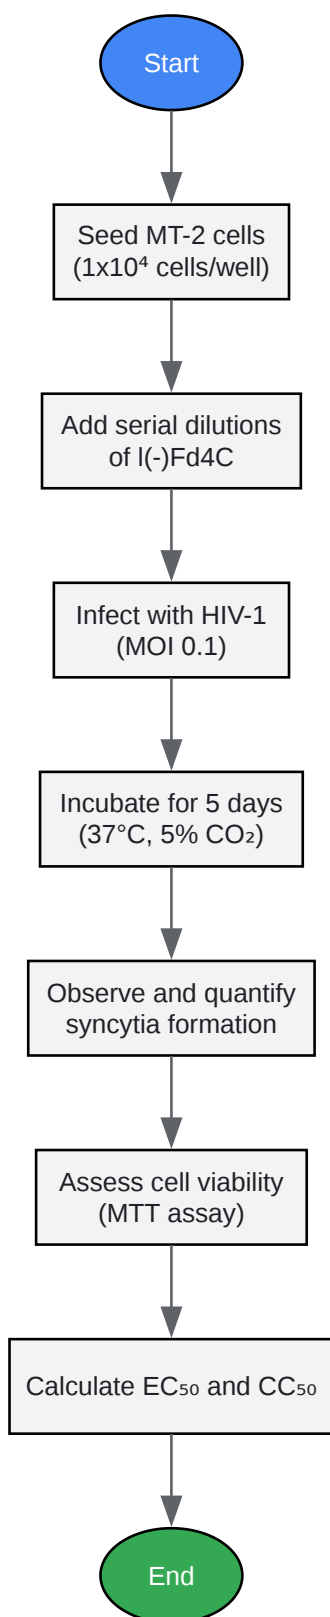 Start
Seed MT-2 cells
(1x10⁴ cells/well)
Add serial dilutions
of l(-)Fd4C
Infect with HIV-1
(MOI 0.1)
Incubate for 5 days
(37°C, 5% CO₂)
Observe and quantify
syncytia formation
Assess cell viability
(MTT assay)
Calculate EC₅₀ and CC₅₀
End